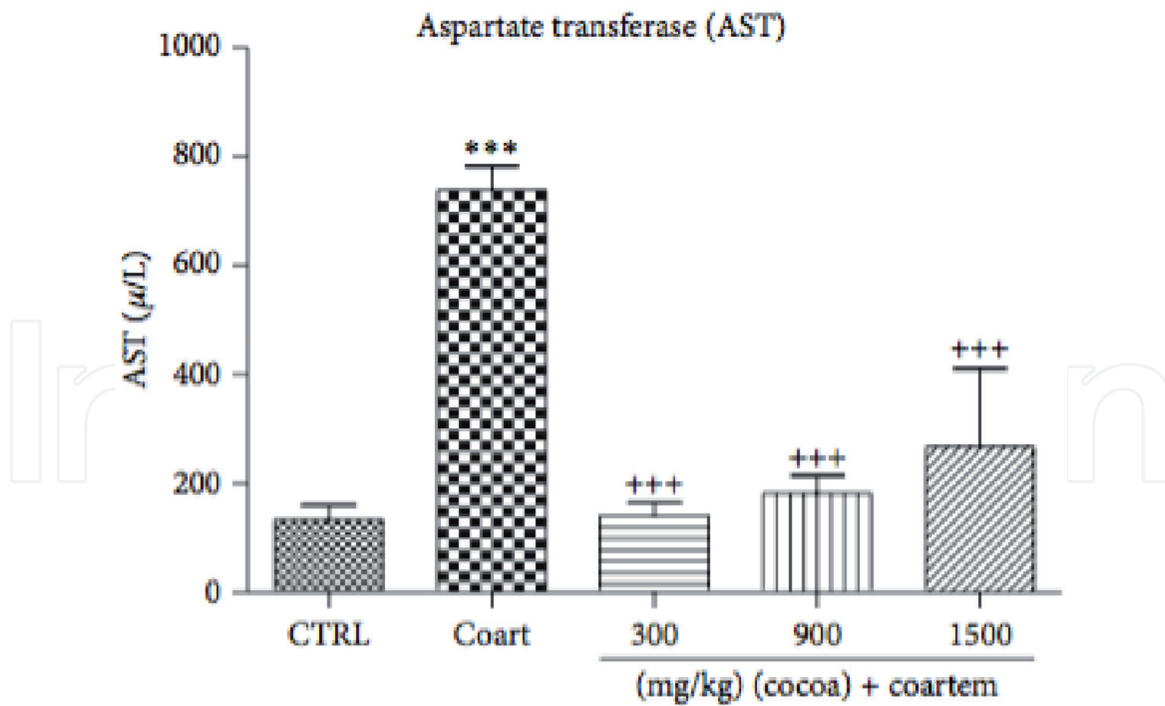 Aspartate transferase (AST)
1000
800
600
400
200
0
AST (µ/L)
***
+++
+++
+++
CTRL
Coart
300
900
1500
(mg/kg) (cocoa) + coartem